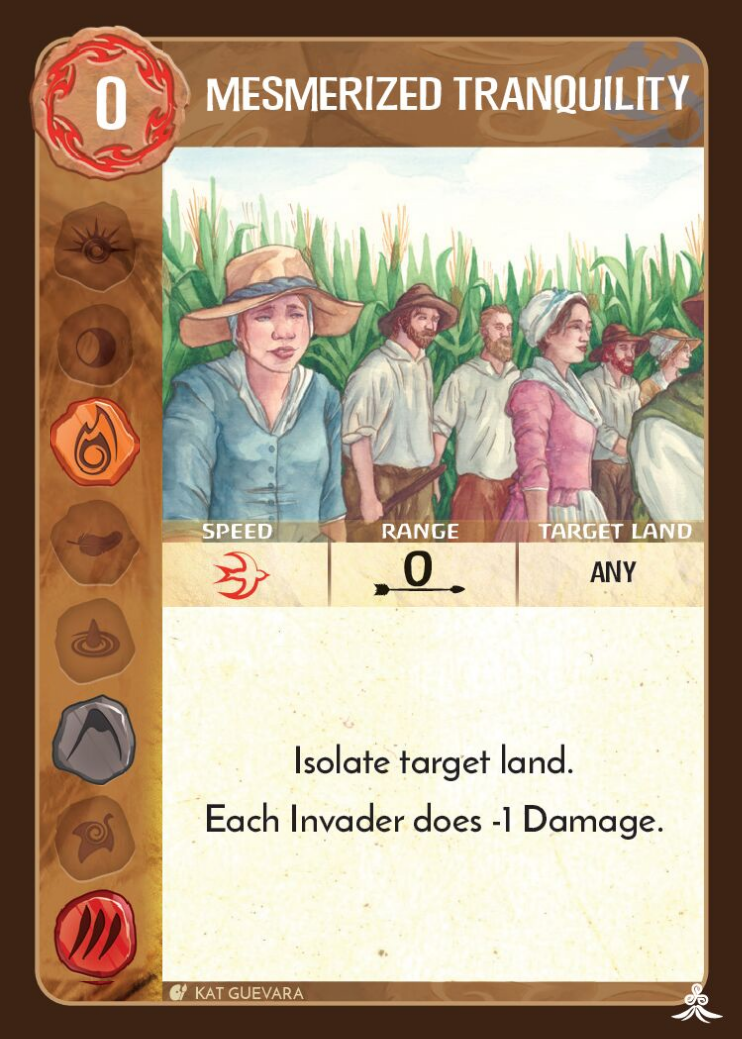 0
MESMERIZED TRANQUILITY
SPEED
RANGE
TARGET LAND
0
ANY
Isolate target land.
Each Invader does -1 Damage.
KAT GUEVARA